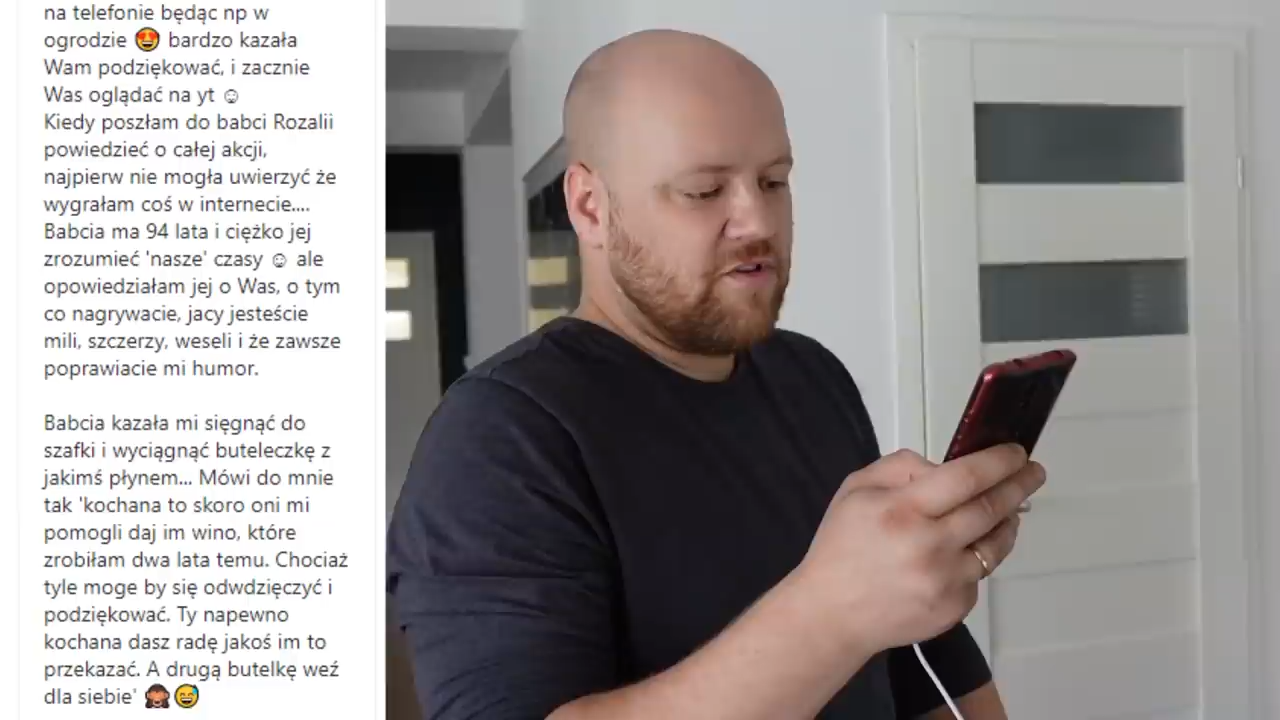 na telefonie będąc np w
ogrodzie 🤩 bardzo kazała
Wam podziękować, i zacznie
Was oglądać na yt ☺
Kiedy poszłam do babci Rozalii
powiedzieć o całej akcji,
najpierw nie mogła uwierzyć że
wygrałam coś w internecie....
Babcia ma 94 lata i ciężko jej
zrozumieć 'nasze' czasy ☺ ale
opowiedziałam jej o Was, o tym
co nagrywacie, jacy jesteście
mili, szczerzy, weseli i że zawsze
poprawiacie mi humor.
Babcia kazała mi sięgnąć do
szafki i wyciągnąć buteleczkę z
jakimś płynem... Mówi do mnie
tak 'kochana to skoro oni mi
pomogli daj im wino, które
zrobiłam dwa lata temu. Chociaż
tyle moge by się odwdzięczyć i
podziękować. Ty napewno
kochana dasz radę jakoś im to
przekazać. A drugą butelkę weź
dla siebie' 🙈😅